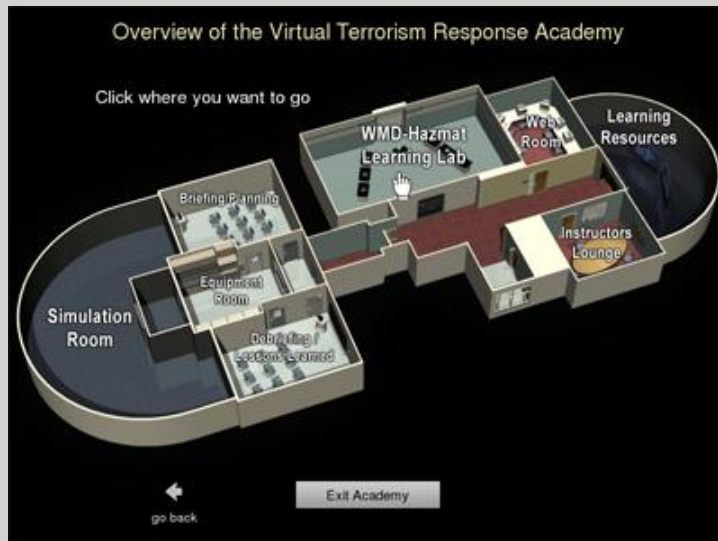 Overview of the Virtual Terrorism Response Academy
Click where you want to go
WMD-Hazmat
Learning Lab
Web
Room
Learning
Resources
Briefing/Planning
Instructors
Lounge
Equipment
Room
Simulation
Room
Debriefing /
Lessons Learned
go back
Exit Academy